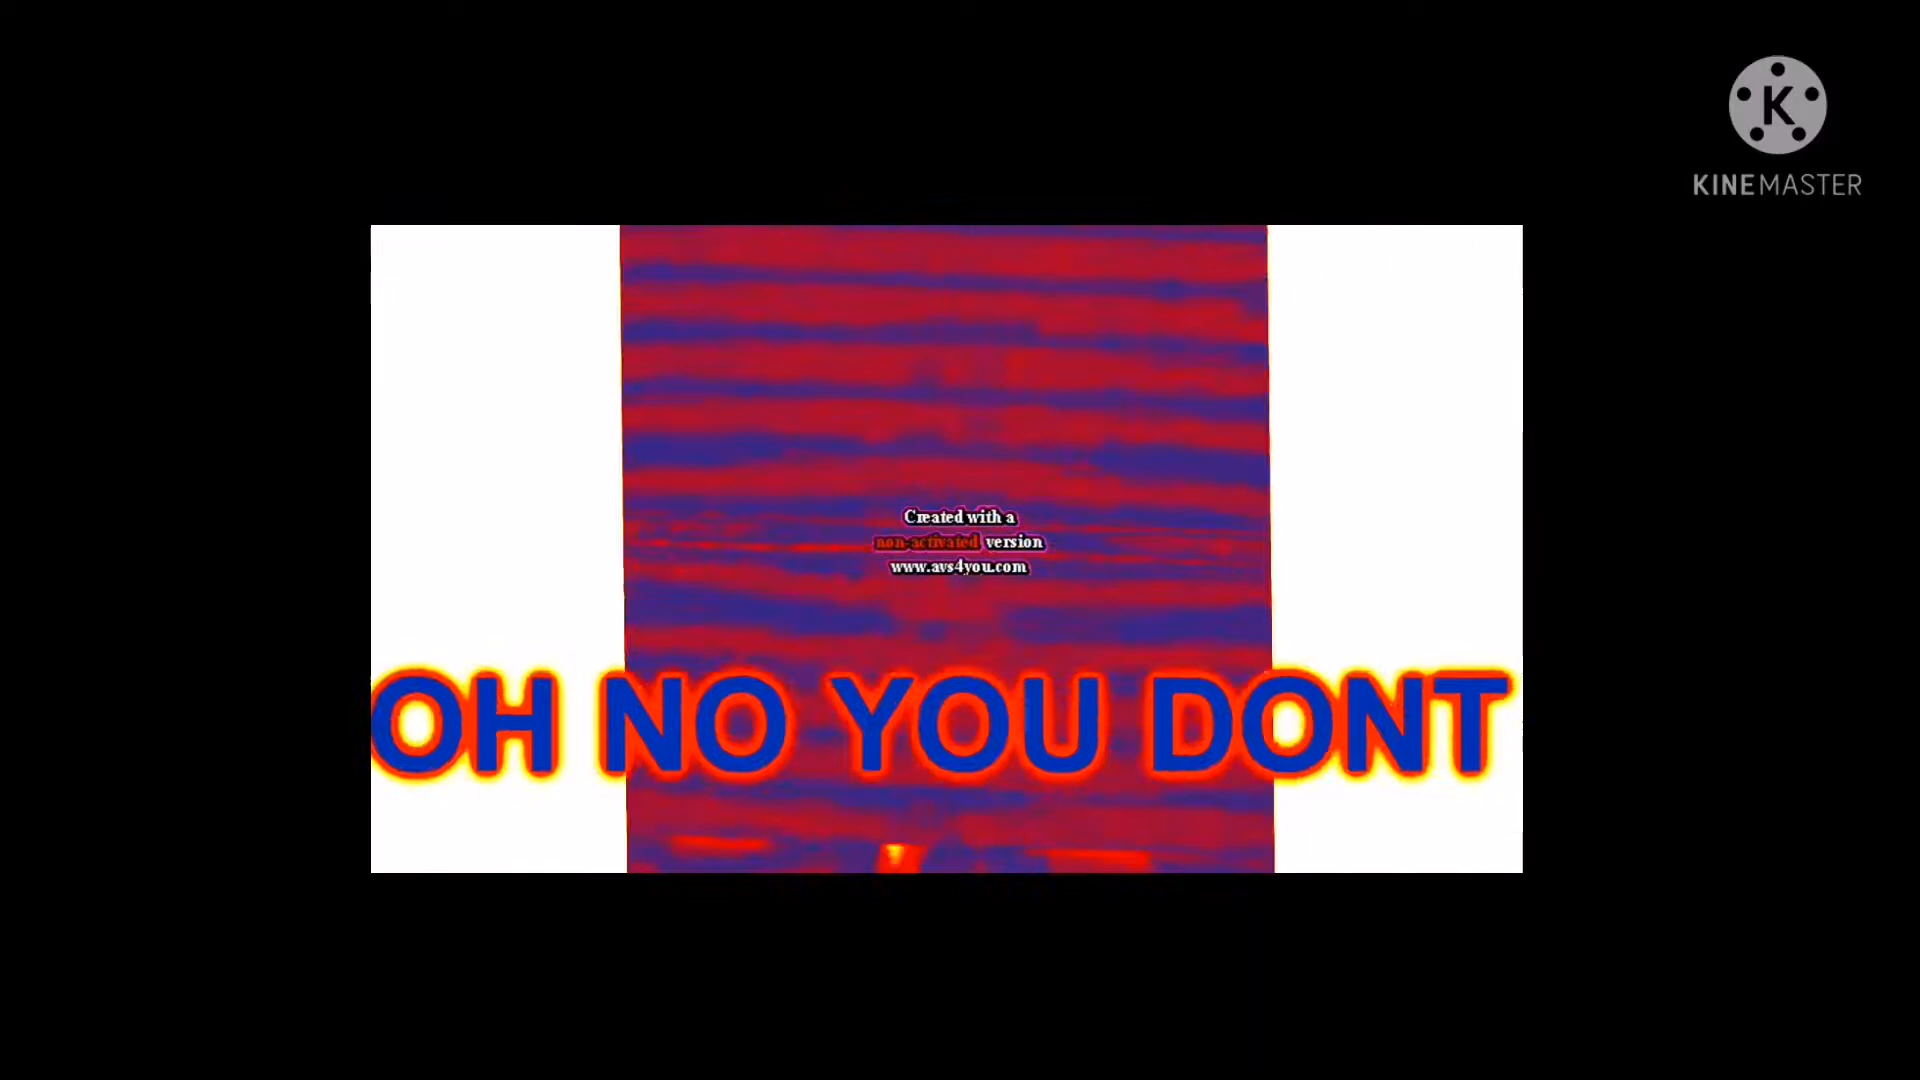 K
KINEMASTER
Created with a
non-activated version
www.avs4you.com
OH NO YOU DONT